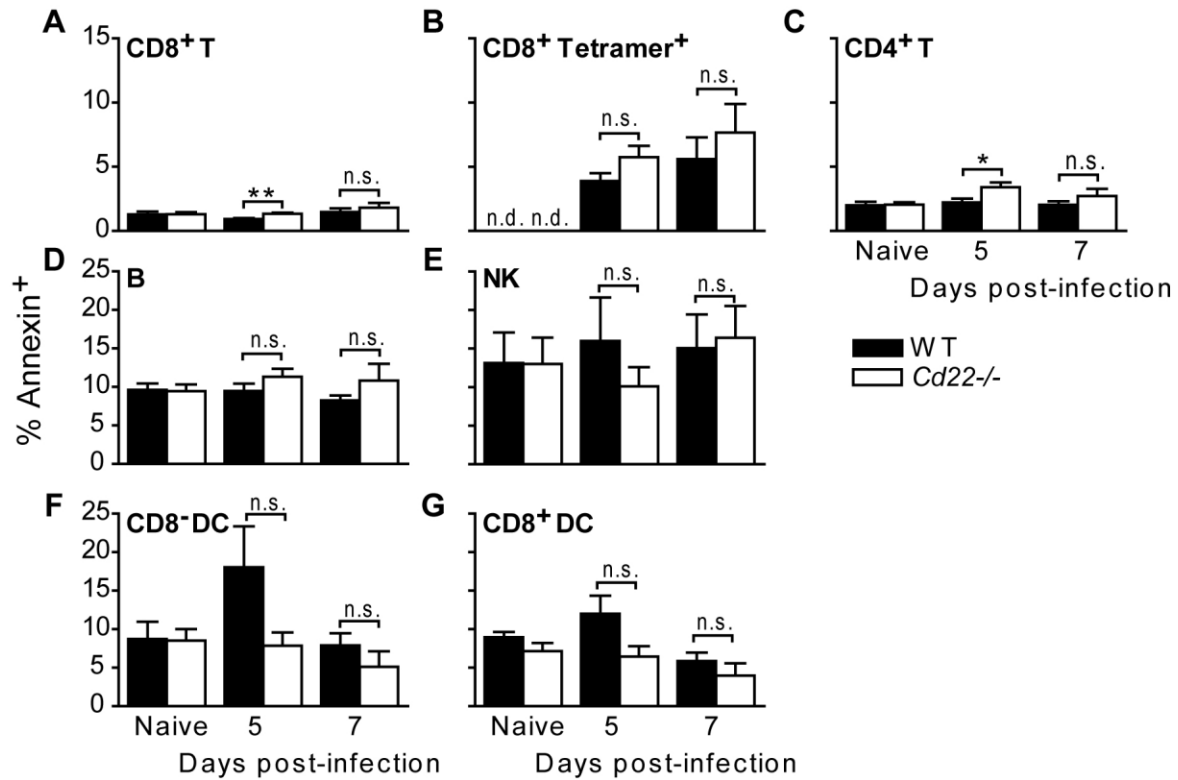 A
CD8+ T
15
10
5
0
**
n.s.
B
CD8+ Tetramer+
n.d. n.d.
n.s.
n.s.
C
CD4+ T
*
n.s.
Naive 5 7
Days post-infection
WT
Cd22-/-
% Annexin+
D
B
25
20
15
10
5
0
n.s.
n.s.
E
NK
n.s.
n.s.
F
CD8- DC
25
20
15
10
5
0
n.s.
n.s.
Naive 5 7
Days post-infection
G
CD8+ DC
n.s.
n.s.
Naive 5 7
Days post-infection